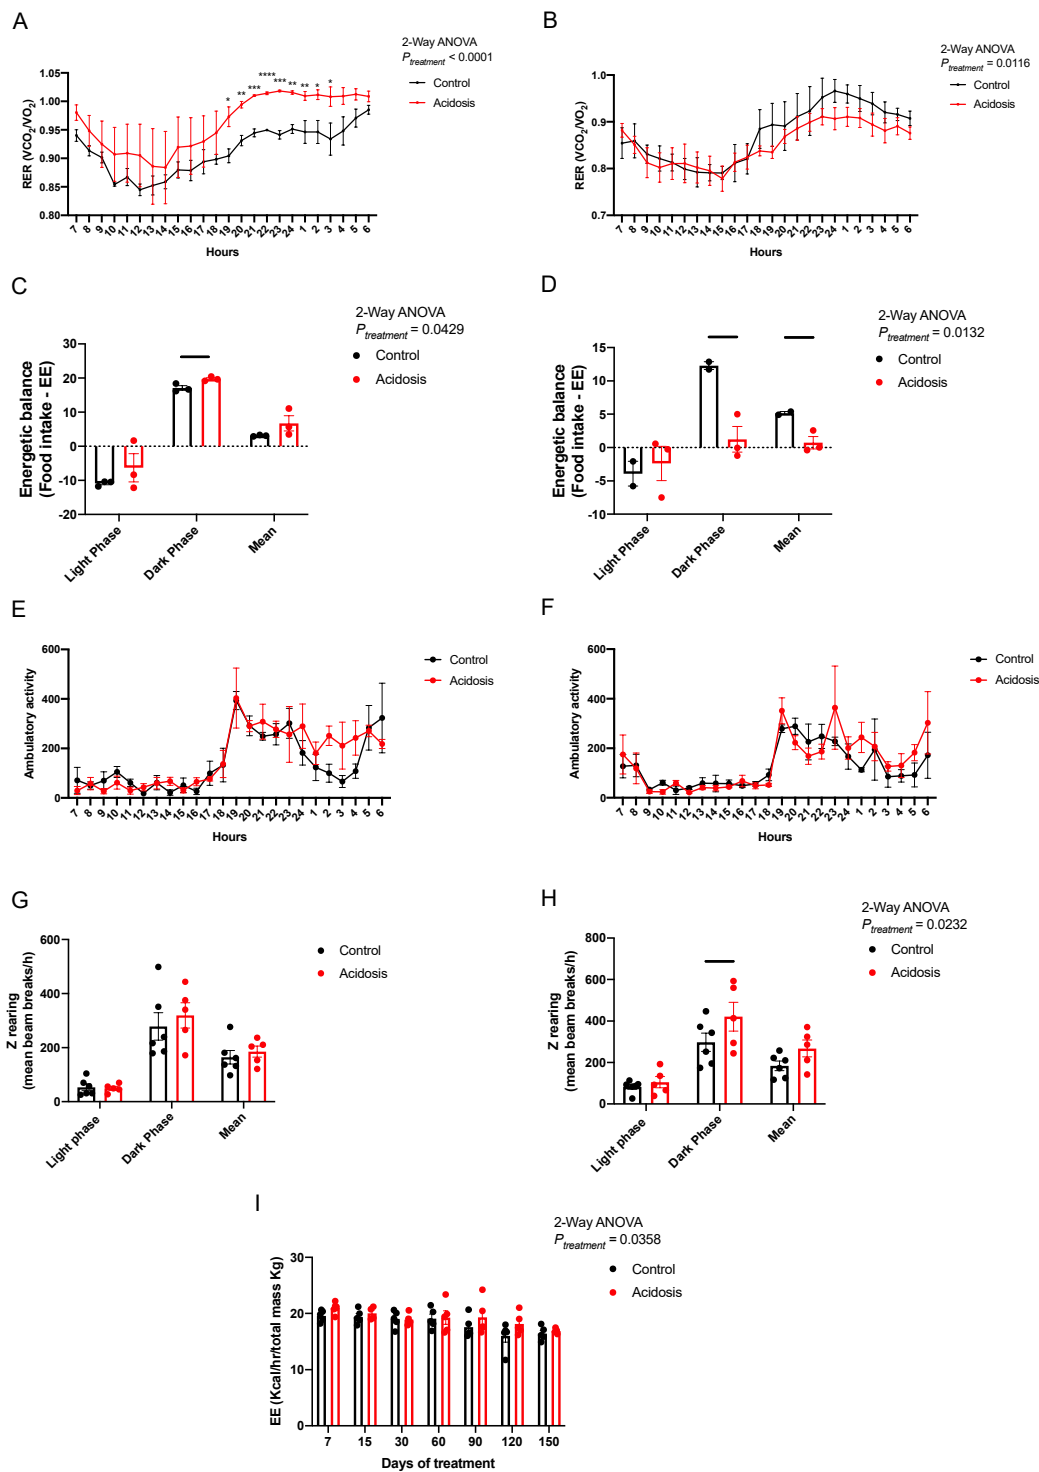 A
2-Way ANOVA
Ptreatment < 0.0001
Control
Acidosis
RER (VCO2/VO2)
1.05
1.00
0.95
0.90
0.85
0.80
* ** *** **** *** ** ** * *
7 8 9 10 11 12 13 14 15 16 17 18 19 20 21 22 23 24 1 2 3 4 5 6
Hours
B
2-Way ANOVA
Ptreatment = 0.0116
Control
Acidosis
RER (VCO2/VO2)
1.0
0.9
0.8
0.7
7 8 9 10 11 12 13 14 15 16 17 18 19 20 21 22 23 24 1 2 3 4 5 6
Hours
C
2-Way ANOVA
Ptreatment = 0.0429
Control
Acidosis
Energetic balance
(Food intake - EE)
30
20
10
0
-10
-20
Light Phase
Dark Phase
Mean
D
2-Way ANOVA
Ptreatment = 0.0132
Control
Acidosis
Energetic balance
(Food intake - EE)
15
10
5
0
-5
-10
Light Phase
Dark Phase
Mean
E
Control
Acidosis
Ambulatory activity
600
400
200
0
7 8 9 10 11 12 13 14 15 16 17 18 19 20 21 22 23 24 1 2 3 4 5 6
Hours
F
Control
Acidosis
Ambulatory activity
600
400
200
0
7 8 9 10 11 12 13 14 15 16 17 18 19 20 21 22 23 24 1 2 3 4 5 6
Hours
G
Control
Acidosis
Z rearing
(mean beam breaks/h)
600
400
200
0
Light phase
Dark Phase
Mean
H
2-Way ANOVA
Ptreatment = 0.0232
Control
Acidosis
Z rearing
(mean beam breaks/h)
800
600
400
200
0
Light phase
Dark Phase
Mean
I
2-Way ANOVA
Ptreatment = 0.0358
Control
Acidosis
EE (Kcal/hr/total mass Kg)
30
20
10
0
7 15 30 60 90 120 150
Days of treatment